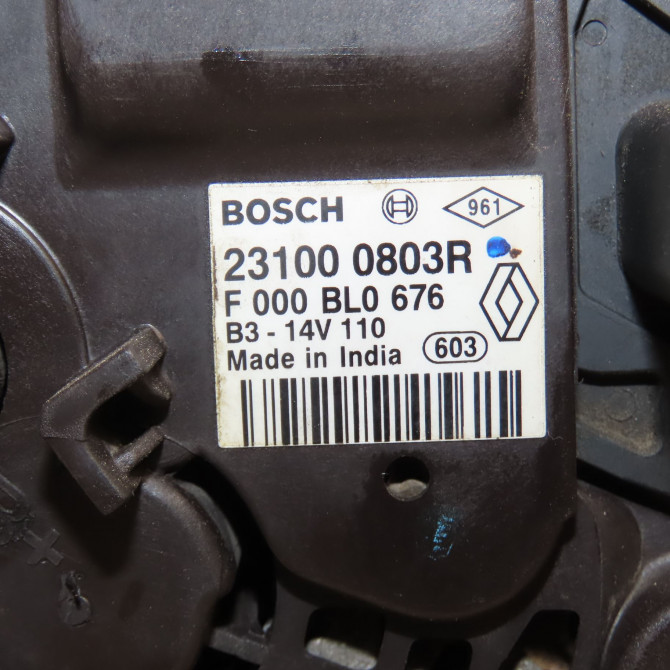 BOSCH 961
23100 0803R
F 000 BL0 676
B3 - 14V 110
Made in India 603